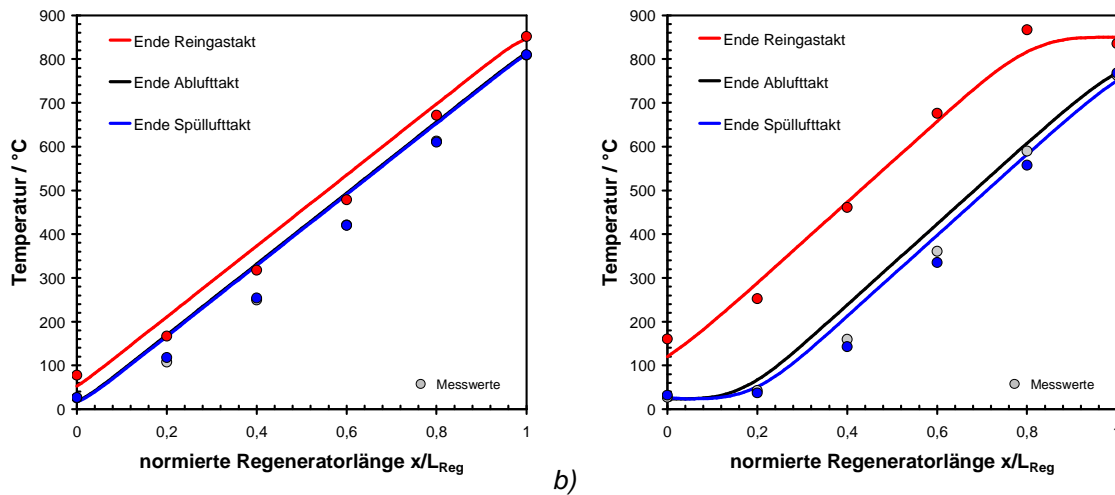 900
800
700
600
500
400
300
200
100
0
Temperatur / °C
Ende Reingastakt
Ende Ablufttakt
Ende Spüllufttakt
Messwerte
0 0,2 0,4 0,6 0,8 1
normierte Regeneratorlänge x/L_Reg
b)
900
800
700
600
500
400
300
200
100
0
Temperatur / °C
Ende Reingastakt
Ende Ablufttakt
Ende Spüllufttakt
Messwerte
0 0,2 0,4 0,6 0,8
normierte Regeneratorlänge x/L_Reg